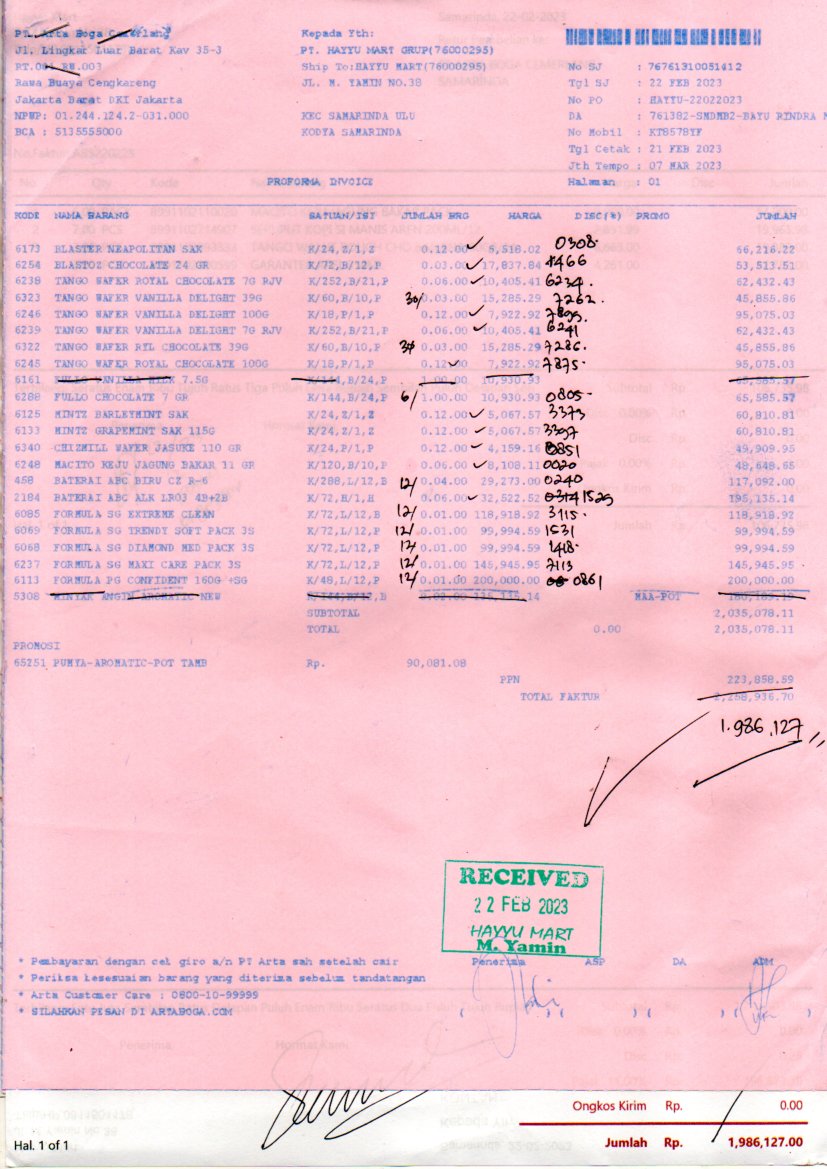 PT. Arta Boga Cemerlang
Jl. Lingkar Luar Barat Kav 35-3
RT.001 RW.003
Rawa Buaya Cengkareng
Jakarta Barat DKI Jakarta
NPWP: 01.244.124.2-031.000
BCA : 5135555000
Kepada Yth:
PT. HAYYU MART GRUP(76000295)
Ship To:HAYYU MART(76000295)
JL. M. YAMIN NO.38
KEC SAMARINDA ULU
KODYA SAMARINDA
No SJ : 76761310051412
Tgl SJ : 22 FEB 2023
No PO : HAYYU-22022023
DA : 761382-SMDMB2-BAYU RINDRA M
No Mobil : KT8578YF
Tgl Cetak : 21 FEB 2023
Jth Tempo : 07 MAR 2023
Halaman : 01
PROFORMA INVOICE
KODE NAMA BARANG SATUAN/ISI JUMLAH BRG HARGA DISC(%) PROMO JUMLAH
6173 BLASTER NEAPOLITAN SAK K/24,Z/1,Z 0.12.00 5,518.02 0308. 66,216.22
6254 BLASTOZ CHOCOLATE 24 GR K/72,B/12,P 0.03.00 17,837.84 4466 53,513.51
6238 TANGO WAFER ROYAL CHOCOLATE 7G RJV K/252,B/21,P 0.06.00 10,405.41 6234. 62,432.43
6323 TANGO WAFER VANILLA DELIGHT 39G K/60,B/10,P 30/ 0.03.00 15,285.29 7262. 45,855.86
6246 TANGO WAFER VANILLA DELIGHT 100G K/18,P/1,P 0.12.00 7,922.92 95,075.03
6239 TANGO WAFER VANILLA DELIGHT 7G RJV K/252,B/21,P 0.06.00 10,405.41 6241 62,432.43
6322 TANGO WAFER RYL CHOCOLATE 39G K/60,B/10,P 0.03.00 15,285.29 7286. 45,855.86
6245 TANGO WAFER ROYAL CHOCOLATE 100G K/18,P/1,P 0.12.00 7,922.92 7875. 95,075.03
6161 FULLO VANILLA MILK 7.5G K/144,B/24,P 1.00.00 10,930.93 65,585.57
6288 FULLO CHOCOLATE 7 GR K/144,B/24,P 6/ 1.00.00 10,930.93 0805. 65,585.57
6125 MINTZ BARLEYMINT SAK K/24,Z/1,Z 0.12.00 5,067.57 3373 60,810.81
6133 MINTZ GRAPEMINT SAK 115G K/24,Z/1,Z 0.12.00 5,067.57 3397 60,810.81
6340 CHIZMILL WAFER JASUKE 110 GR K/24,P/1,P 0.12.00 4,159.16 0851 49,909.95
6248 MACITO KEJU JAGUNG BAKAR 11 GR K/120,B/10,P 0.06.00 8,108.11 0020 48,648.65
458 BATERAI ABC BIRU CZ R-6 K/288,L/12,B 12/ 0.04.00 29,273.00 0240 117,092.00
2184 BATERAI ABC ALK LR03 4B+2B K/72,H/1,H 0.06.00 32,522.52 1529 195,135.14
6085 FORMULA SG EXTREME CLEAN K/72,L/12,B 12/ 0.01.00 118,918.92 3115. 118,918.92
6069 FORMULA SG TRENDY SOFT PACK 3S K/72,L/12,P 12/ 0.01.00 99,994.59 1531 99,994.59
6068 FORMULA SG DIAMOND MED PACK 3S K/72,L/12,P 12/ 0.01.00 99,994.59 1418. 99,994.59
6237 FORMULA SG MAXI CARE PACK 3S K/72,L/12,P 12/ 0.01.00 145,945.95 7113 145,945.95
6113 FORMULA PG CONFIDENT 160G +SG K/48,L/12,P 12/ 0.01.00 200,000.00 0861 200,000.00
5308 MINYAK ANGIN AROMATIC NEW K/144,B/12,B MAA-POT
SUBTOTAL 2,035,078.11
TOTAL 0.00 2,035,078.11
PROMOSI
65251 PUNYA-AROMATIC-POT TAMB Rp. 90,081.08
PPN 223,858.59
TOTAL FAKTUR 2,258,936.70
1.986,127
RECEIVED
22 FEB 2023
HAYYU MART
M. Yamin
* Pembayaran dengan cek giro a/n PT Arta sah setelah cair
* Periksa kesesuaian barang yang diterima sebelum tandatangan
* Arta Customer Care : 0800-10-99999
* SILAHKAN PESAN DI ARTABOGA.COM
Penerima ASP DA ADM
Ongkos Kirim Rp. 0.00
Hal. 1 of 1
Jumlah Rp. 1,986,127.00